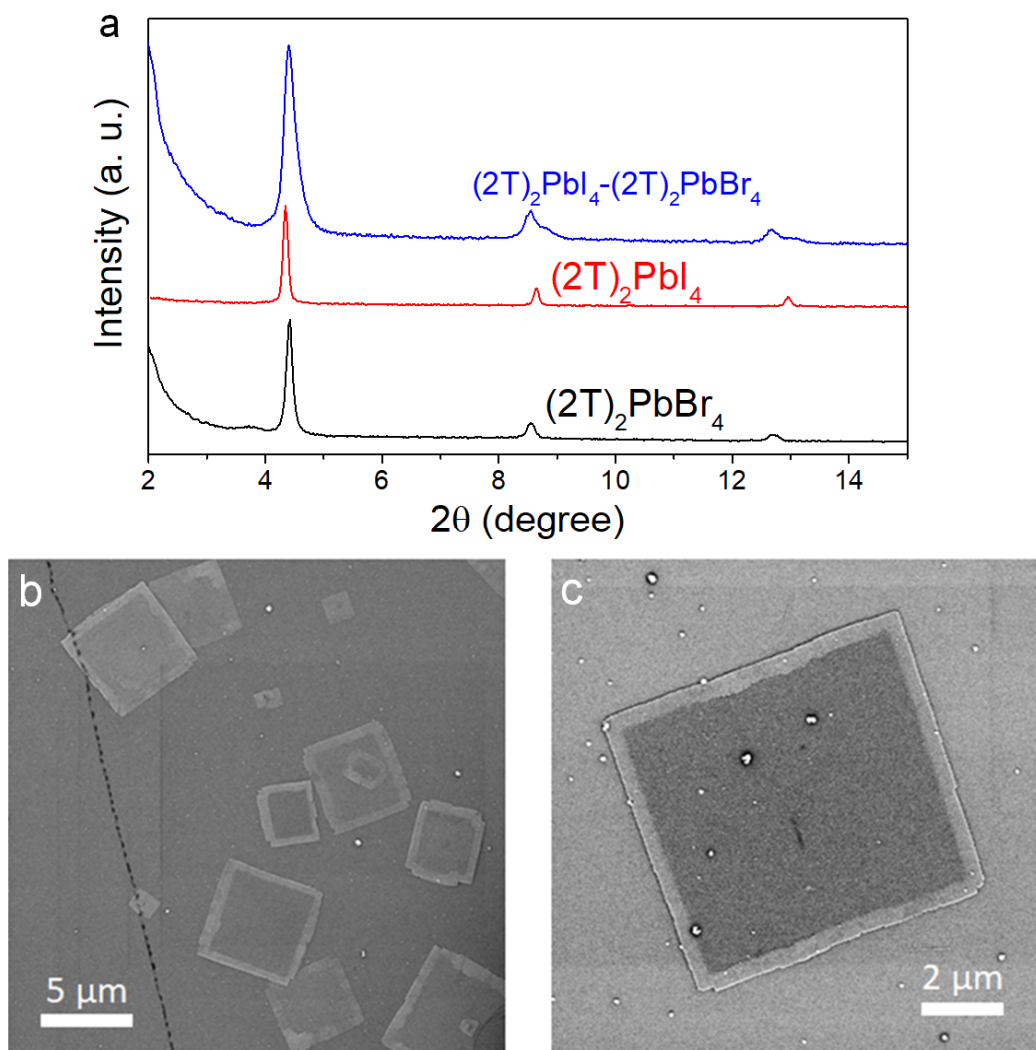 a
Intensity (a. u.)
(2T)₂PbI₄-(2T)₂PbBr₄
(2T)₂PbI₄
(2T)₂PbBr₄
2 4 6 8 10 12 14
2θ (degree)
b
5 μm
c
2 μm